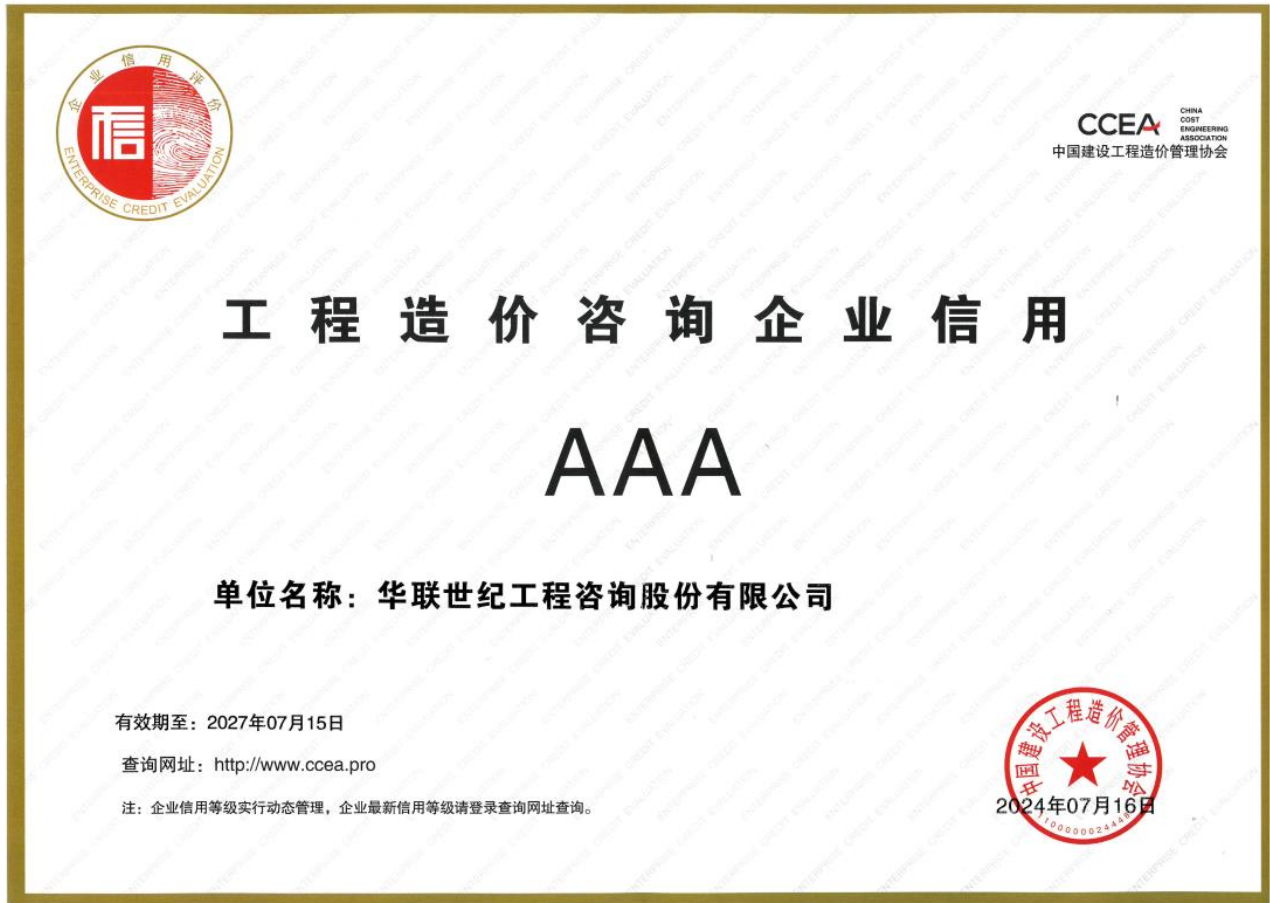 企业信用评价
信
ENTERPRISE CREDIT EVALUATION
CCEA
CHINA
COST
ENGINEERING
ASSOCIATION
中国建设工程造价管理协会
工程造价咨询企业信用
AAA
单位名称：华联世纪工程咨询股份有限公司
有效期至：2027年07月15日
查询网址：http://www.ccea.pro
注：企业信用等级实行动态管理，企业最新信用等级请登录查询网址查询。
中国建设工程造价管理协会
2024年07月16日